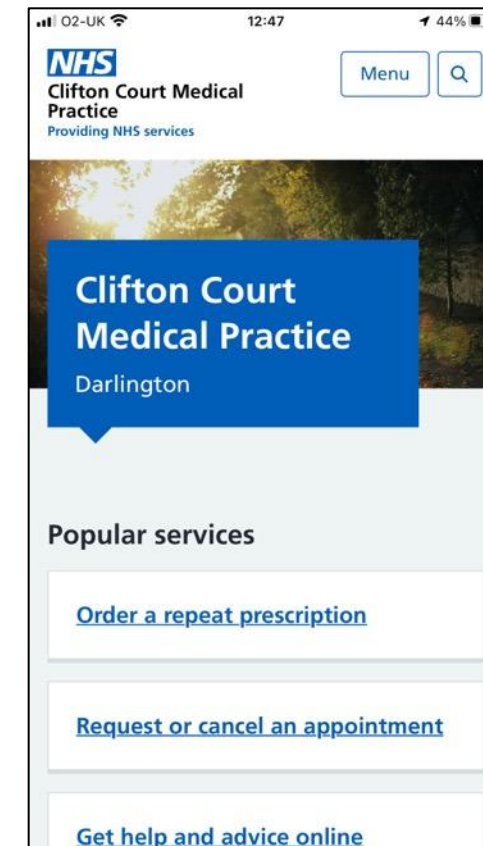 O2-UK 12:47 44%
NHS
Clifton Court Medical
Practice
Providing NHS services
Menu
Clifton Court
Medical Practice
Darlington
Popular services
Order a repeat prescription
Request or cancel an appointment
Get help and advice online